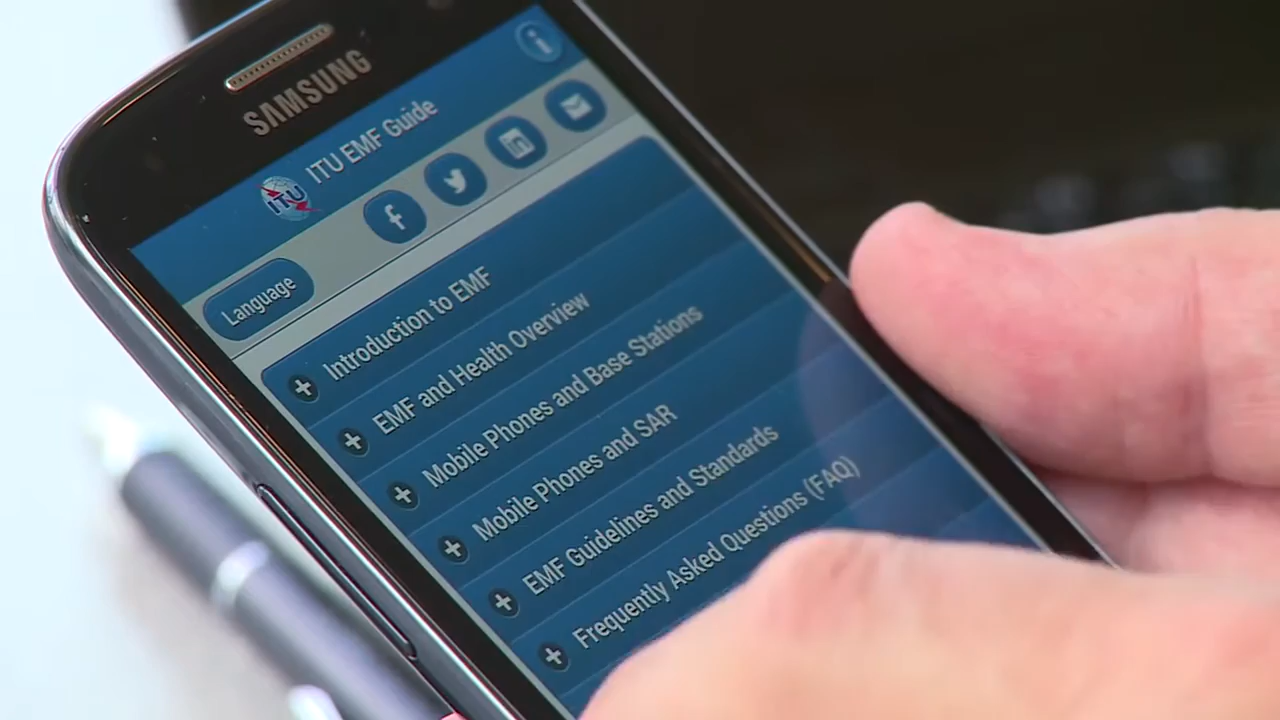 SAMSUNG
ITU
ITU EMF Guide
Language
Introduction to EMF
EMF and Health Overview
Mobile Phones and Base Stations
Mobile Phones and SAR
EMF Guidelines and Standards
Frequently Asked Questions (FAQ)